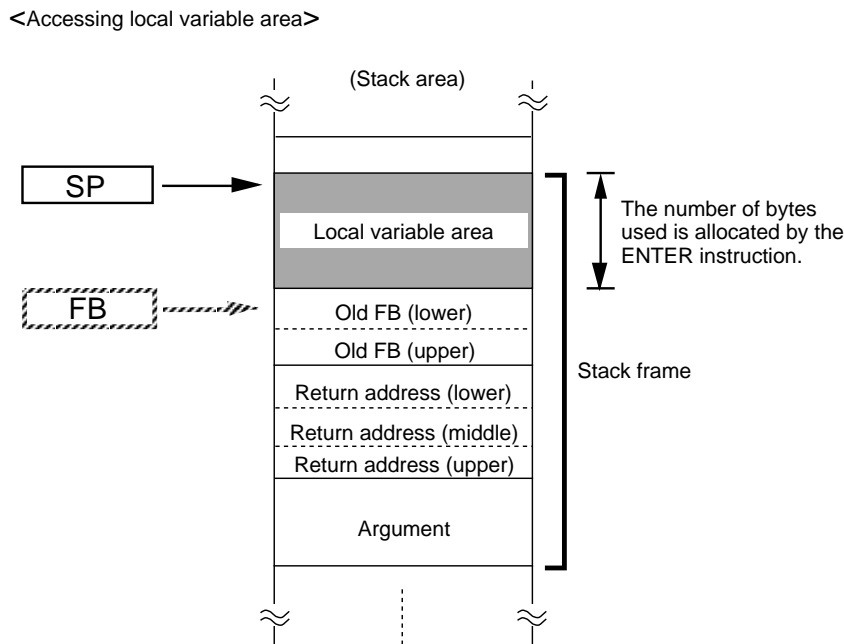 <Accessing local variable area>
(Stack area)
SP
Local variable area
The number of bytes
used is allocated by the
ENTER instruction.
FB
Old FB (lower)
Old FB (upper)
Stack frame
Return address (lower)
Return address (middle)
Return address (upper)
Argument